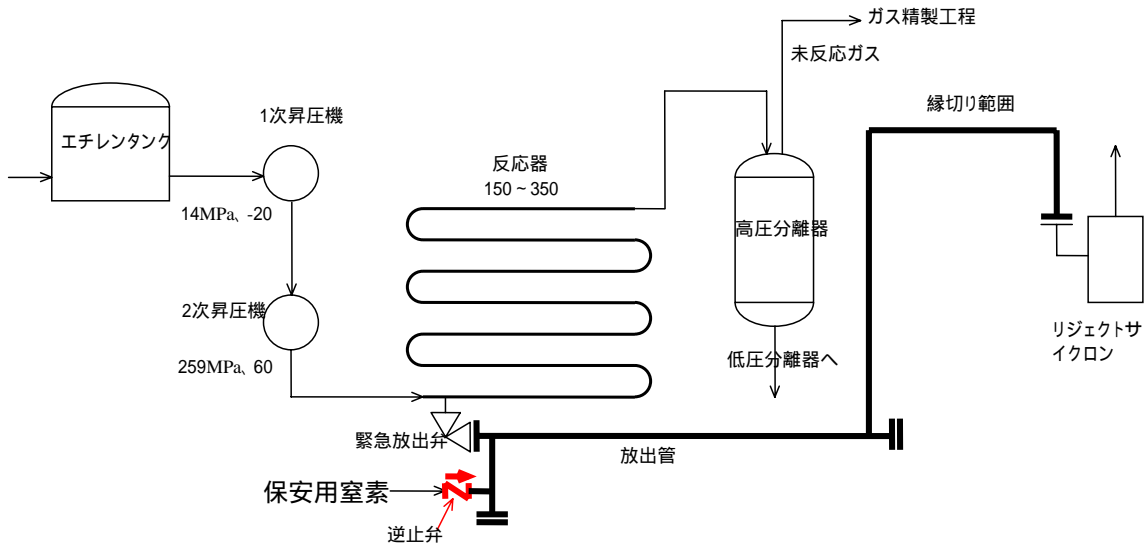 ガス精製工程
未反応ガス
縁切り範囲
1次昇圧機
エチレンタンク
反応器
150～350
14MPa、-20
高圧分離器
2次昇圧機
リジェクトサ
イクロン
259MPa、60
低圧分離器へ
緊急放出弁
放出管
保安用窒素
逆止弁